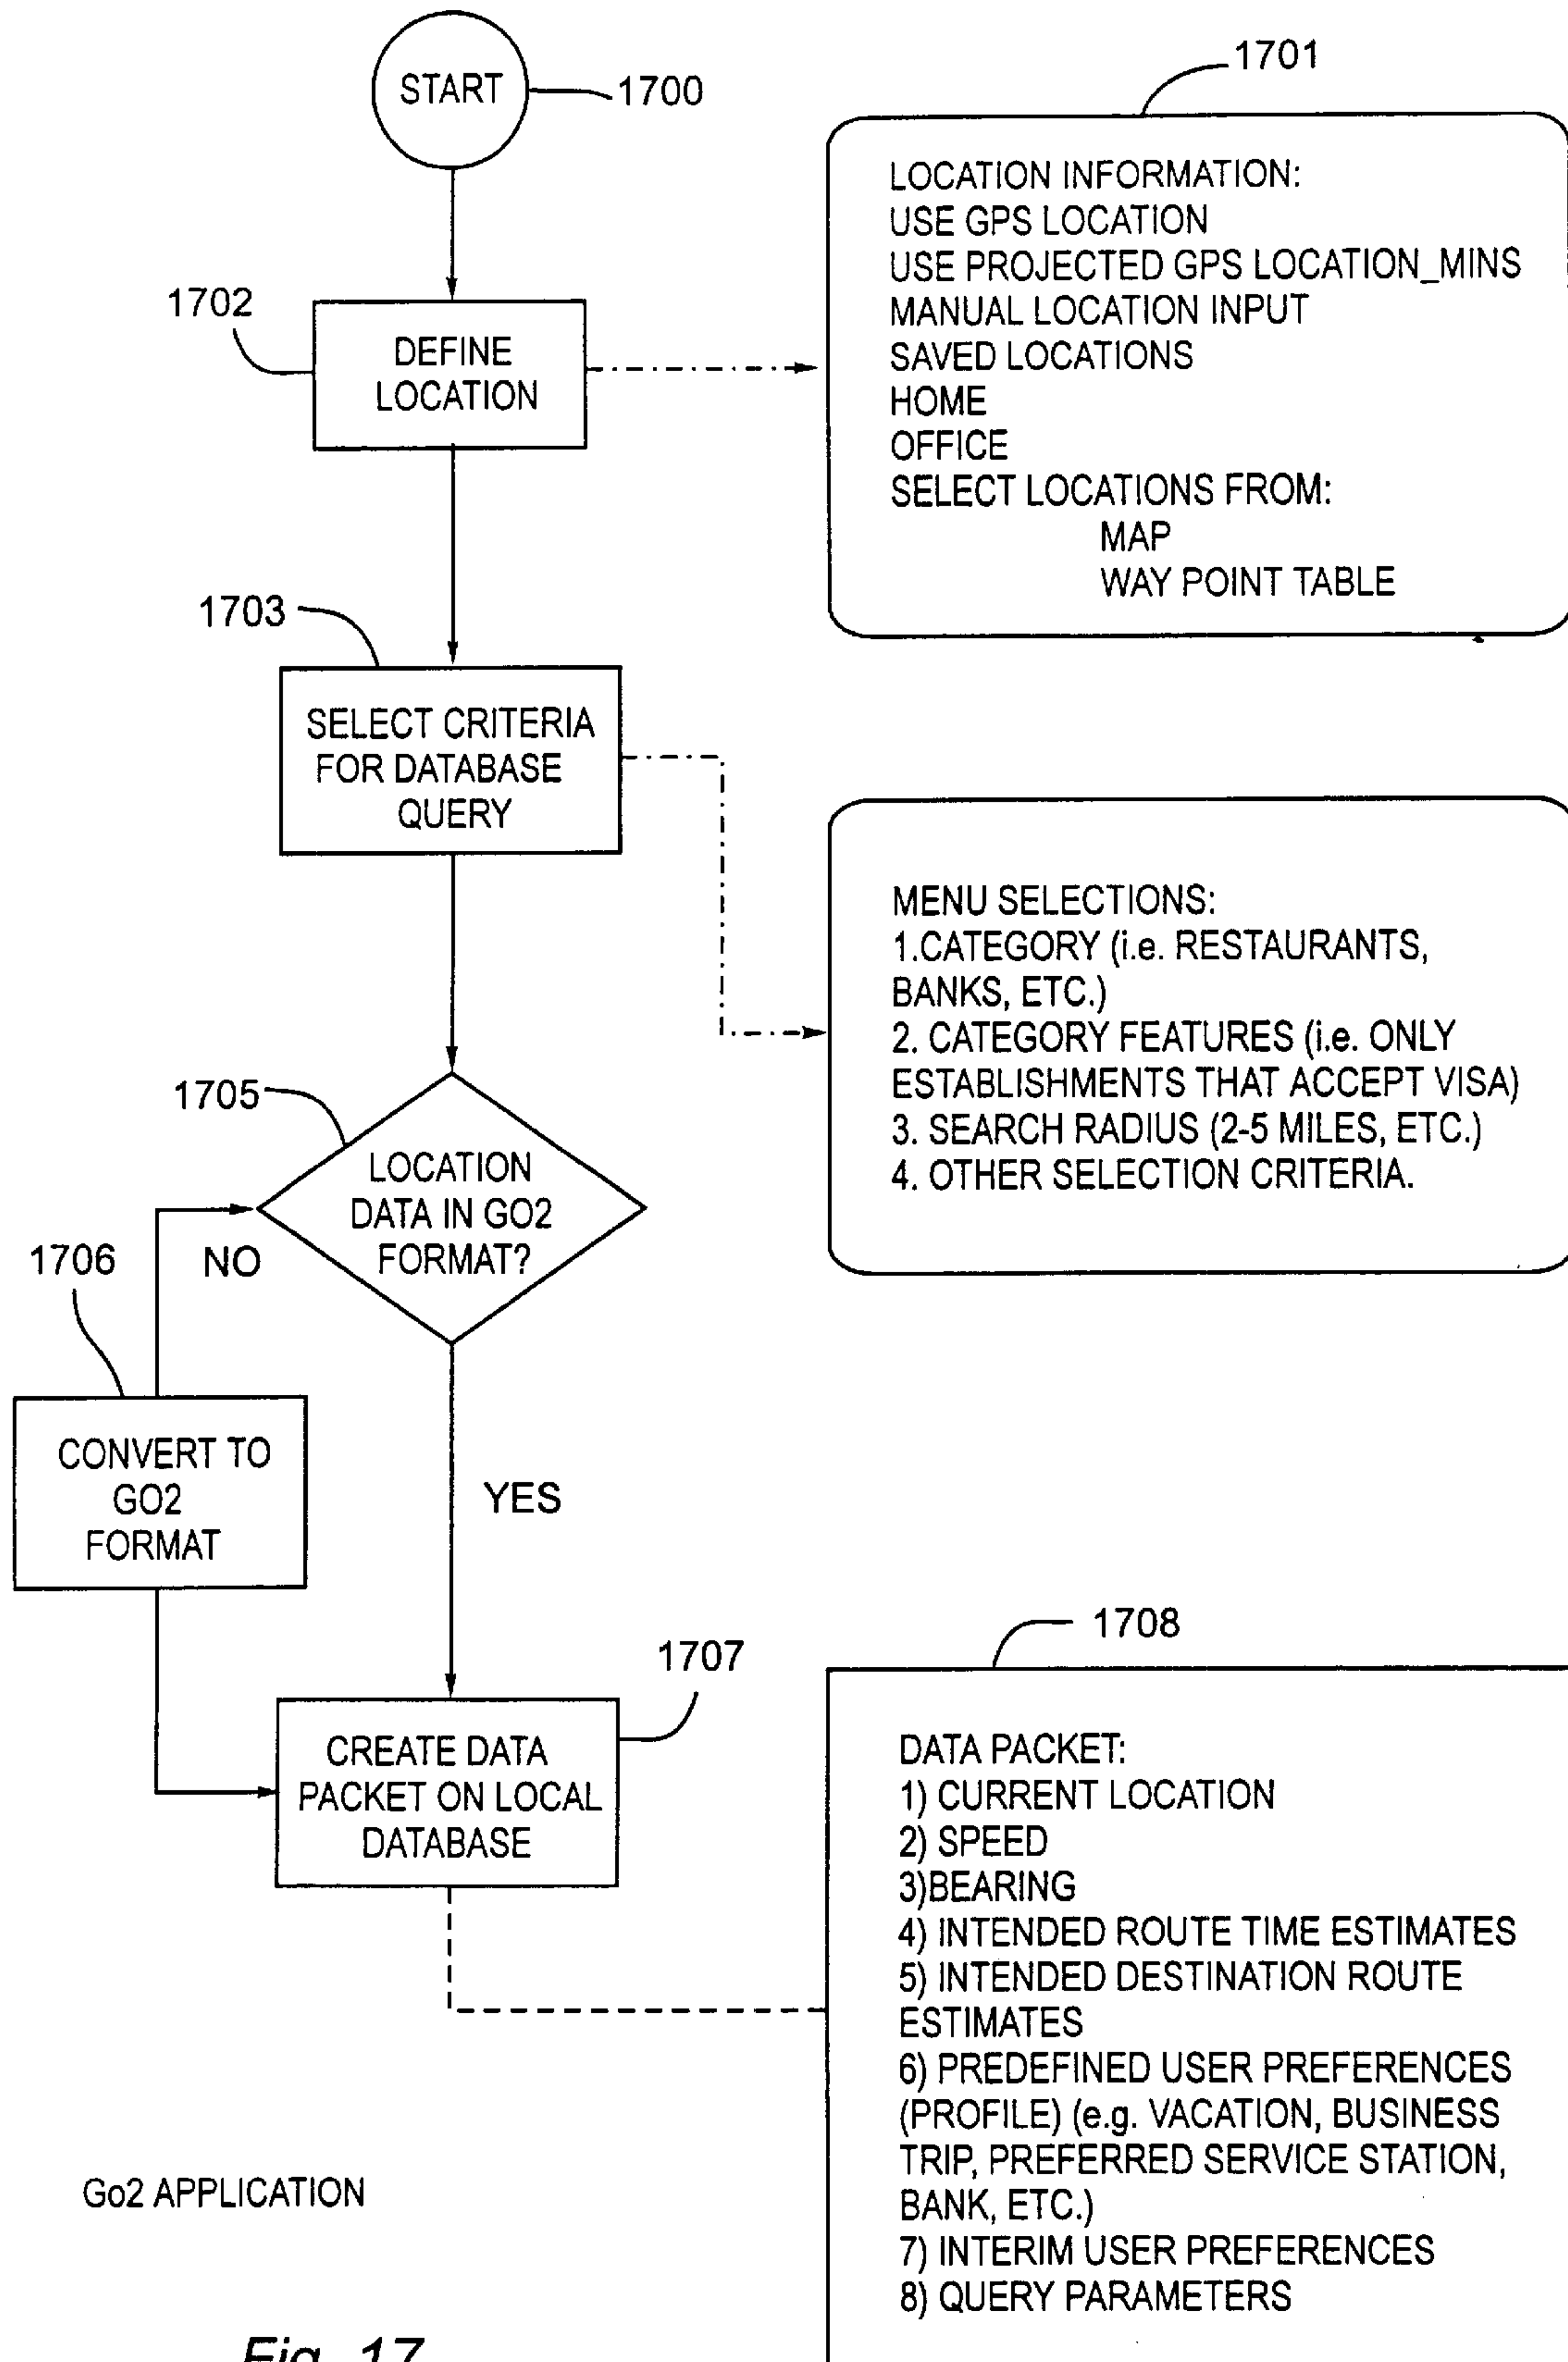 START
1700
1701
LOCATION INFORMATION:
USE GPS LOCATION
USE PROJECTED GPS LOCATION_MINS
MANUAL LOCATION INPUT
SAVED LOCATIONS
HOME
OFFICE
SELECT LOCATIONS FROM:
MAP
WAY POINT TABLE
1702
DEFINE
LOCATION
1703
SELECT CRITERIA
FOR DATABASE
QUERY
MENU SELECTIONS:
1.CATEGORY (i.e. RESTAURANTS,
BANKS, ETC.)
2. CATEGORY FEATURES (i.e. ONLY
ESTABLISHMENTS THAT ACCEPT VISA)
3. SEARCH RADIUS (2-5 MILES, ETC.)
4. OTHER SELECTION CRITERIA.
1705
LOCATION
DATA IN GO2
FORMAT?
1706
NO
CONVERT TO
GO2
FORMAT
YES
1707
CREATE DATA
PACKET ON LOCAL
DATABASE
1708
DATA PACKET:
1) CURRENT LOCATION
2) SPEED
3)BEARING
4) INTENDED ROUTE TIME ESTIMATES
5) INTENDED DESTINATION ROUTE
ESTIMATES
6) PREDEFINED USER PREFERENCES
(PROFILE) (e.g. VACATION, BUSINESS
TRIP, PREFERRED SERVICE STATION,
BANK, ETC.)
7) INTERIM USER PREFERENCES
8) QUERY PARAMETERS
Go2 APPLICATION
Fig. 17